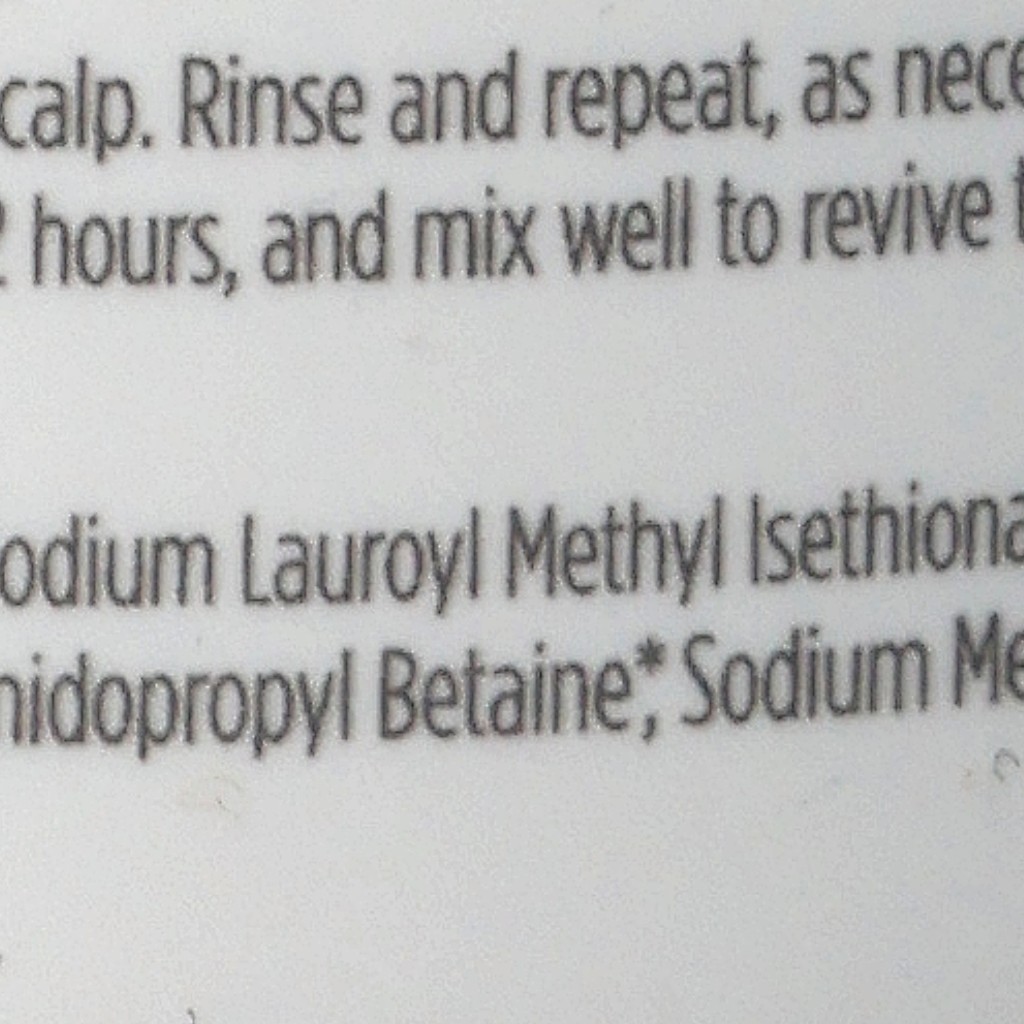 calp. Rinse and repeat, as nece
hours, and mix well to revive
odium Lauroyl Methyl Isethiona
nidopropyl Betaine*, Sodium Me